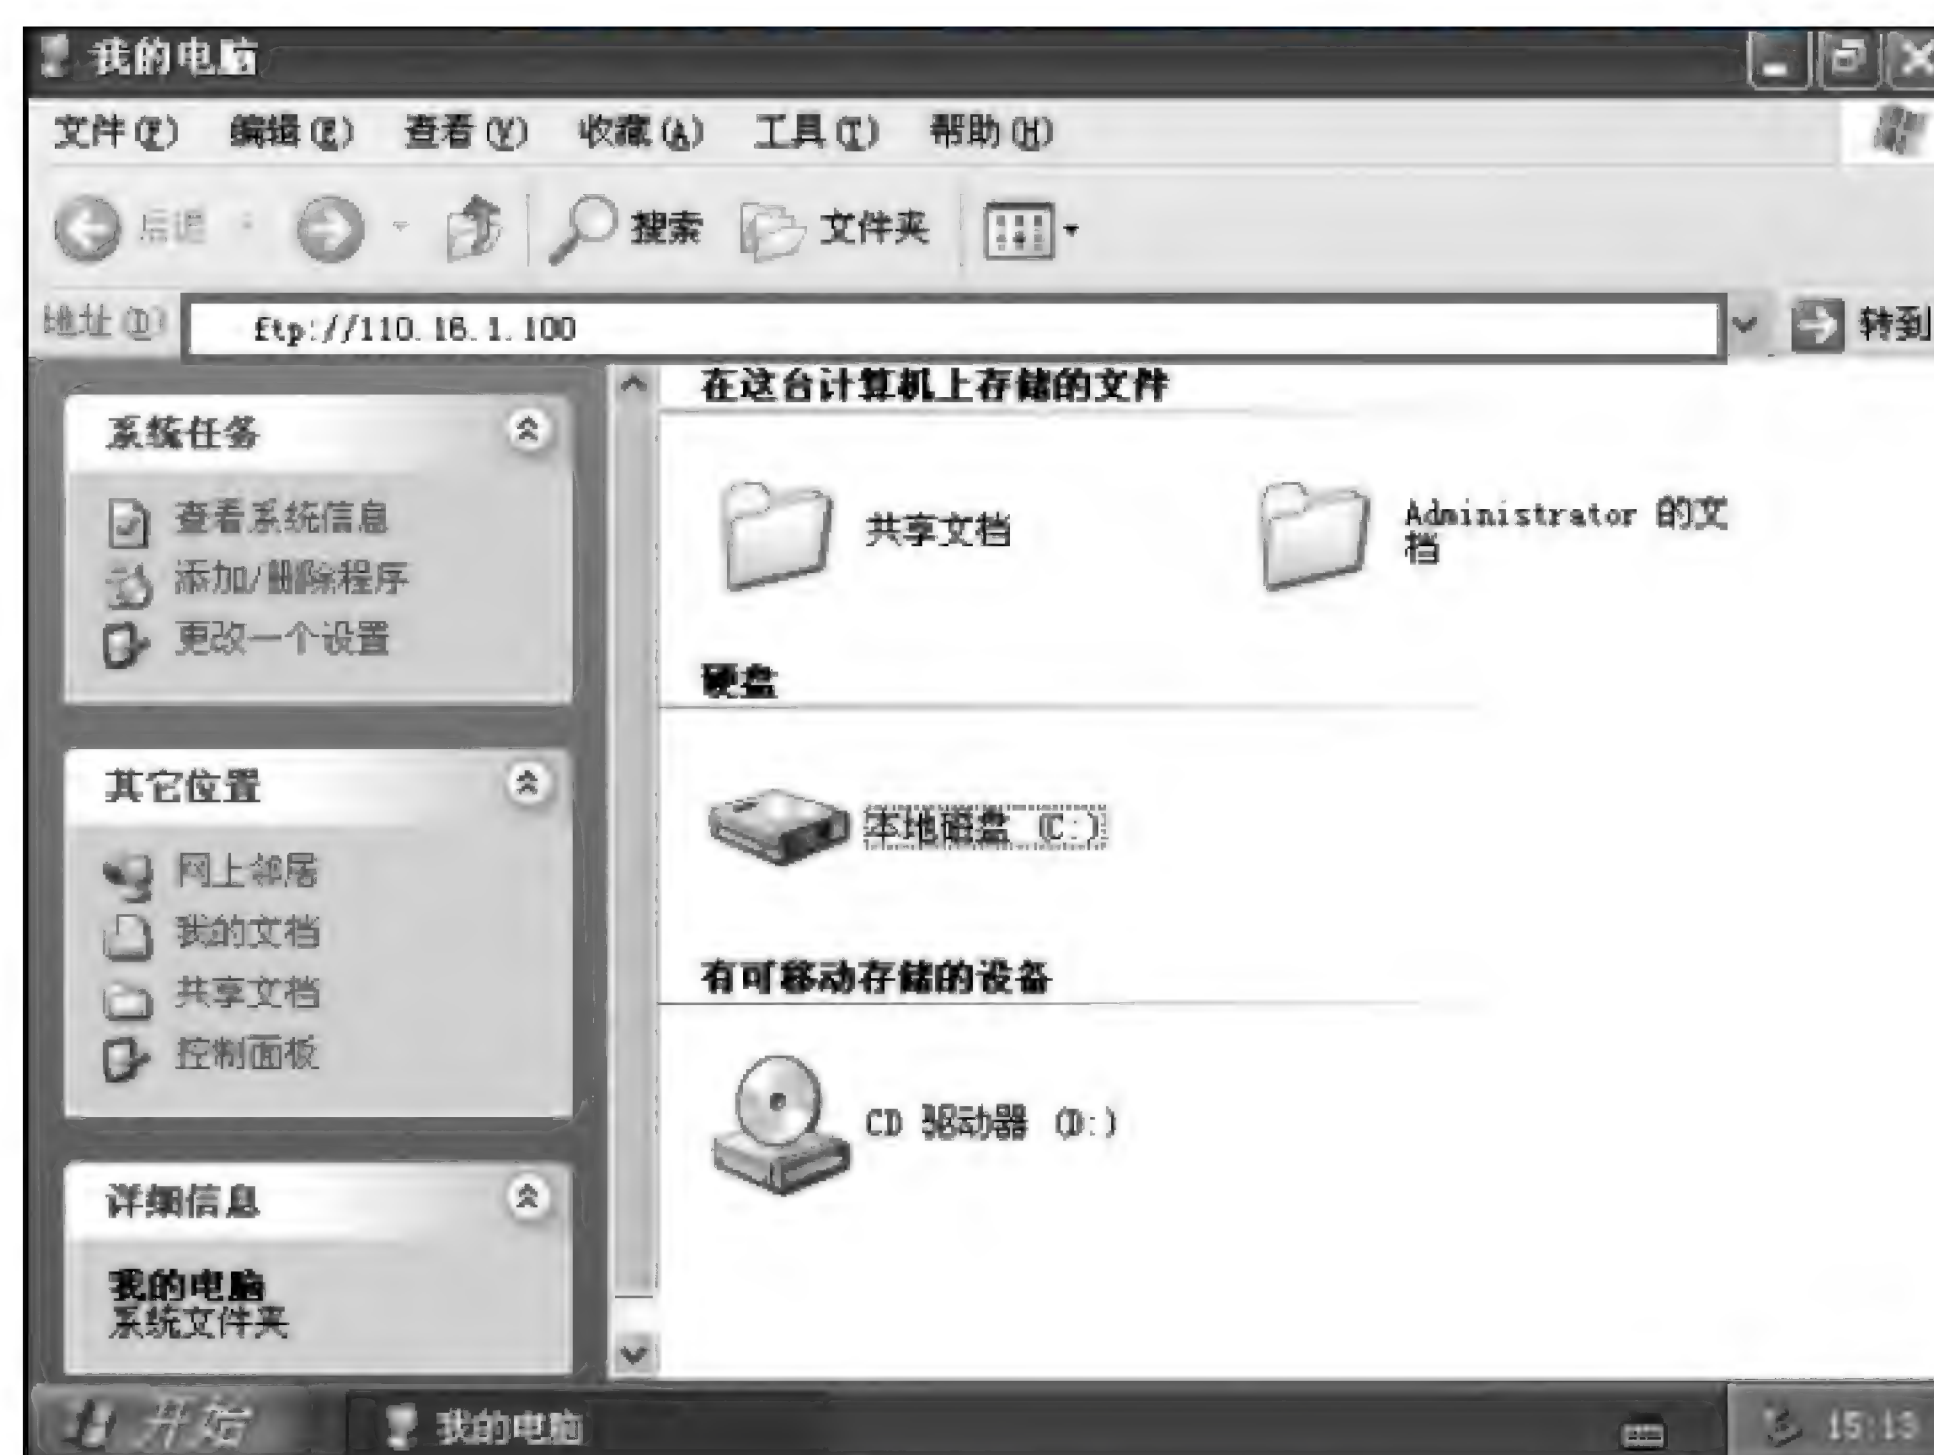 我的电脑
文件(F) 编辑(E) 查看(V) 收藏(A) 工具(T) 帮助(H)
后退 搜索 文件夹
地址(D) ftp://110.16.1.100 转到
在这台计算机上存储的文件
系统任务
查看系统信息
添加/删除程序
更改一个设置
共享文档
Administrator 的文
档
硬盘
其它位置
网上邻居
我的文档
共享文档
控制面板
本地磁盘 (C:)
有可移动存储的设备
CD 驱动器 (D:)
详细信息
我的电脑
系统文件夹
开始 我的电脑 15:13